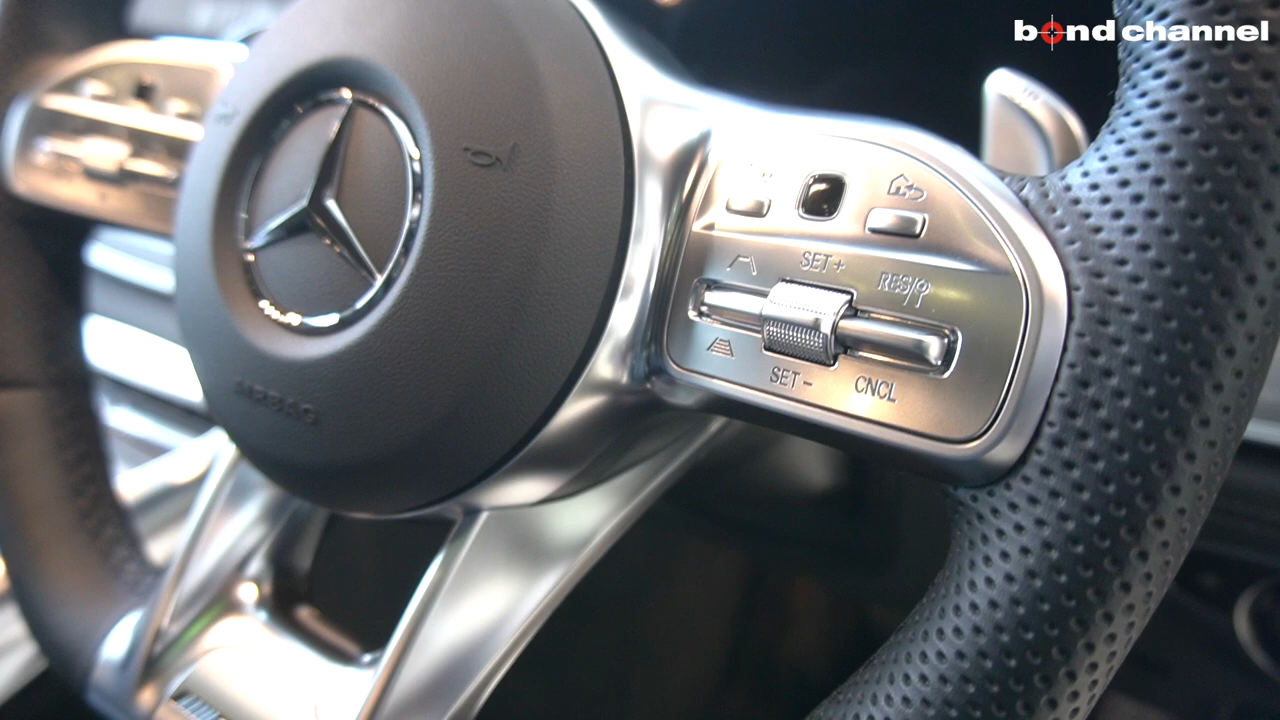 bond channel
SET+
RES/
SET-
CNCL
AIRBAG